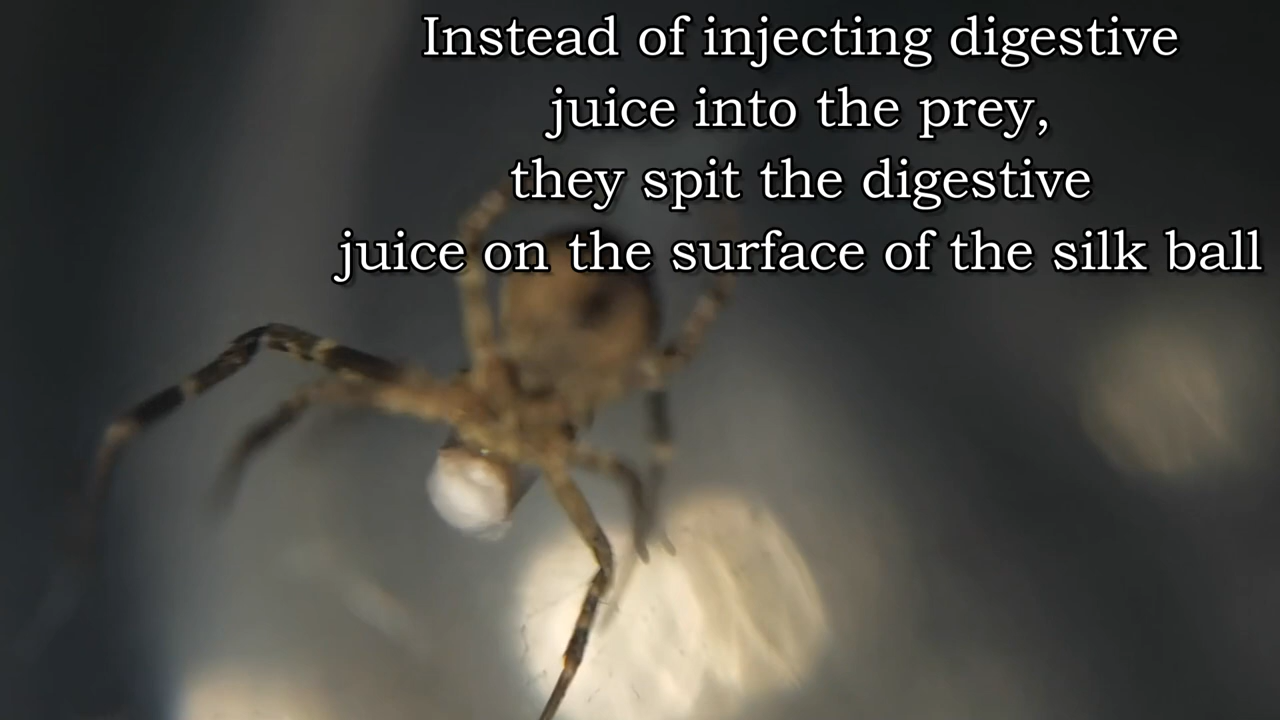 Instead of injecting digestive
juice into the prey,
they spit the digestive
juice on the surface of the silk ball